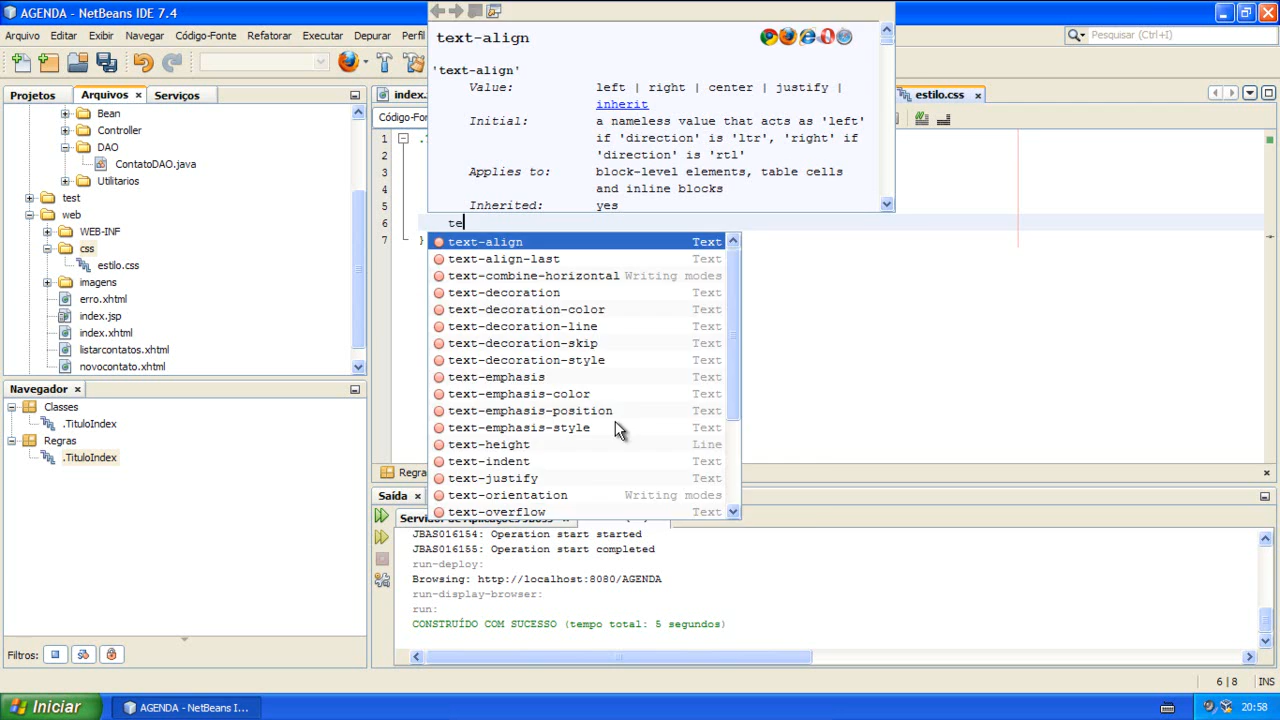 AGENDA - NetBeans IDE 7.4
Arquivo Editar Exibir Navegar Código-Fonte Refatorar Executar Depurar Perfil
Pesquisar (Ctrl+I)
Projetos Arquivos Serviços
Bean
Controller
DAO
ContatoDAO.java
Utilitarios
test
web
WEB-INF
css
estilo.css
imagens
erro.xhtml
index.jsp
index.xhtml
listarcontatos.xhtml
novocontato.xhtml
Navegador
Classes
.TituloIndex
Regras
.TituloIndex
Filtros:
index.
estilo.css
Código-Fon
text-align
'text-align'
Value: left | right | center | justify |
inherit
Initial: a nameless value that acts as 'left'
if 'direction' is 'ltr', 'right' if
'direction' is 'rtl'
Applies to: block-level elements, table cells
and inline blocks
Inherited: yes
1
2
3
4
5
6 te
7 }
text-align Text
text-align-last Text
text-combine-horizontal Writing modes
text-decoration Text
text-decoration-color Text
text-decoration-line Text
text-decoration-skip Text
text-decoration-style Text
text-emphasis Text
text-emphasis-color Text
text-emphasis-position Text
text-emphasis-style Text
text-height Line
text-indent Text
text-justify Text
text-orientation Writing modes
text-overflow Text
Regra
Saída
JBAS016154: Operation start started
JBAS016155: Operation start completed
run-deploy:
Browsing: http://localhost:8080/AGENDA
run-display-browser:
run:
CONSTRUÍDO COM SUCESSO (tempo total: 5 segundos)
6 | 8 INS
Iniciar
AGENDA - NetBeans I...
20:58